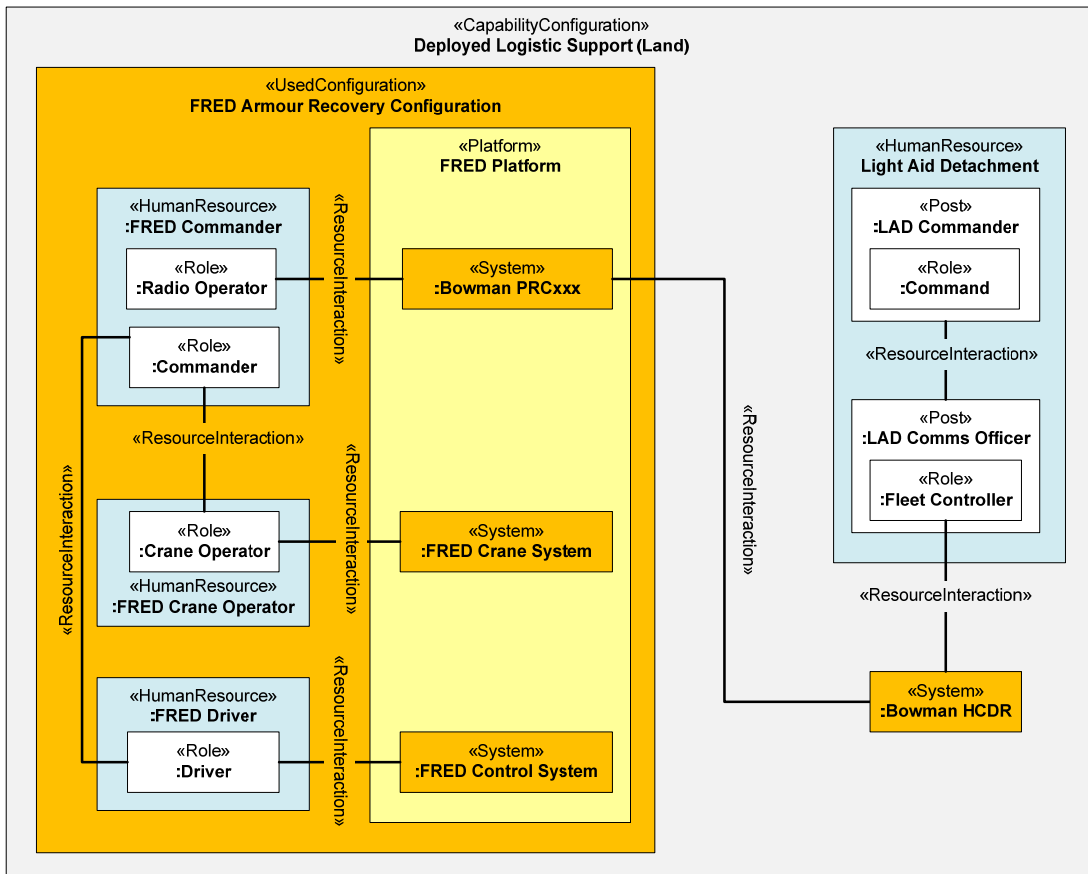 «CapabilityConfiguration»
Deployed Logistic Support (Land)
«UsedConfiguration»
FRED Armour Recovery Configuration
«Platform»
FRED Platform
«HumanResource»
:FRED Commander
«Role»
:Radio Operator
«ResourceInteraction»
«System»
:Bowman PRCxxx
«Role»
:Commander
«ResourceInteraction»
«ResourceInteraction»
«Role»
:Crane Operator
«HumanResource»
:FRED Crane Operator
«ResourceInteraction»
«System»
:FRED Crane System
«HumanResource»
:FRED Driver
«Role»
:Driver
«ResourceInteraction»
«System»
:FRED Control System
«ResourceInteraction»
«HumanResource»
Light Aid Detachment
«Post»
:LAD Commander
«Role»
:Command
«ResourceInteraction»
«Post»
:LAD Comms Officer
«Role»
:Fleet Controller
«ResourceInteraction»
«System»
:Bowman HCDR